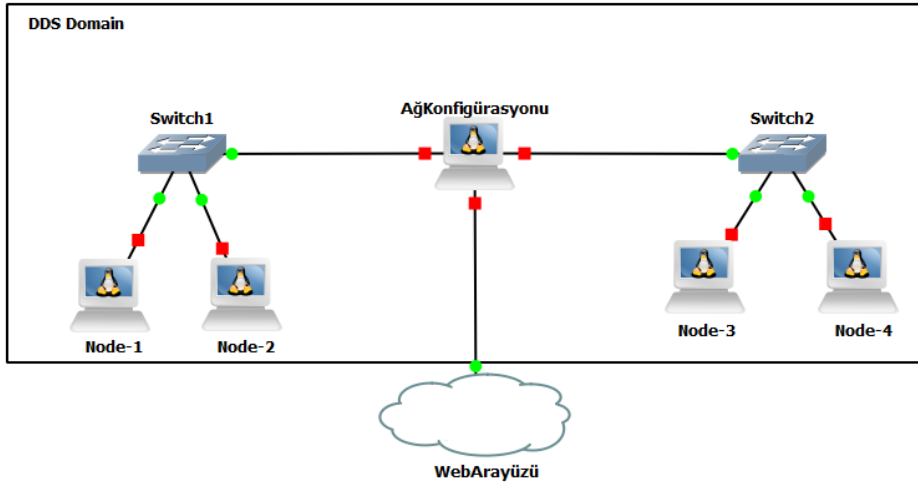 DDS Domain
Switch1
AğKonfigürasyonu
Switch2
Node-1
Node-2
Node-3
Node-4
WebArayüzü